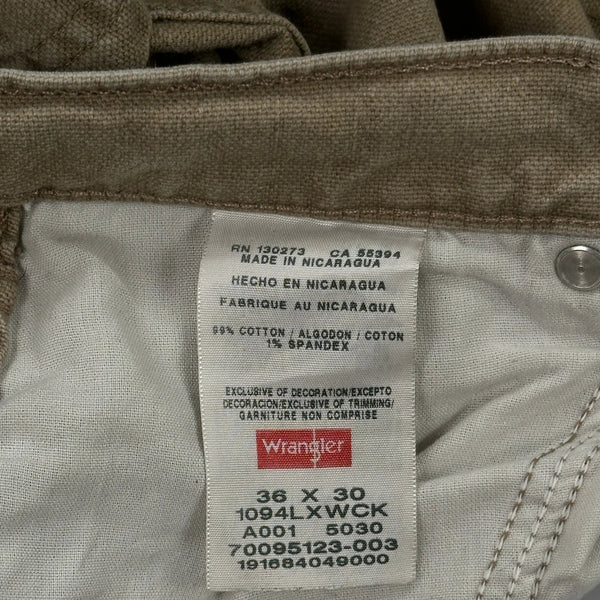 RN 130273 CA 55394
MADE IN NICARAGUA
HECHO EN NICARAGUA
FABRIQUE AU NICARAGUA
99% COTTON / ALGODON / COTON
1% SPANDEX
EXCLUSIVE OF DECORATION/EXCEPTO
DECORACION/EXCLUSIVE OF TRIMMING/
GARNITURE NON COMPRISE
Wrangler
36 X 30
1094LXWCK
A001 5030
70095123-003
191684049000